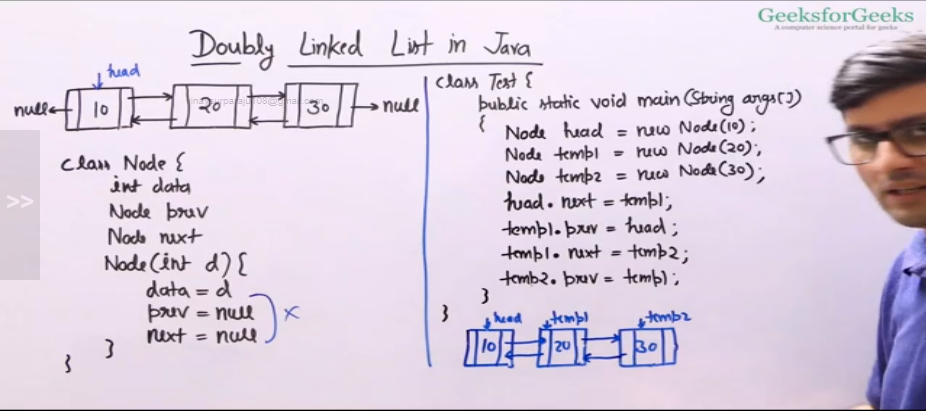 GeeksforGeeks
A computer science portal for geeks
Doubly Linked List in Java
head
null
10
20
30
null
class Node {
int data
Node prev
Node next
Node(int d) {
data = d
prev = null
next = null
x
}
}
class Test {
public static void main(String args[])
{
Node head = new Node(10);
Node temp1 = new Node(20);
Node temp2 = new Node(30);
head. next = temp1;
temp1. prev = head;
temp1. next = temp2;
temp2. prev = temp1;
}
}
head
temp1
temp2
10
20
30
>>